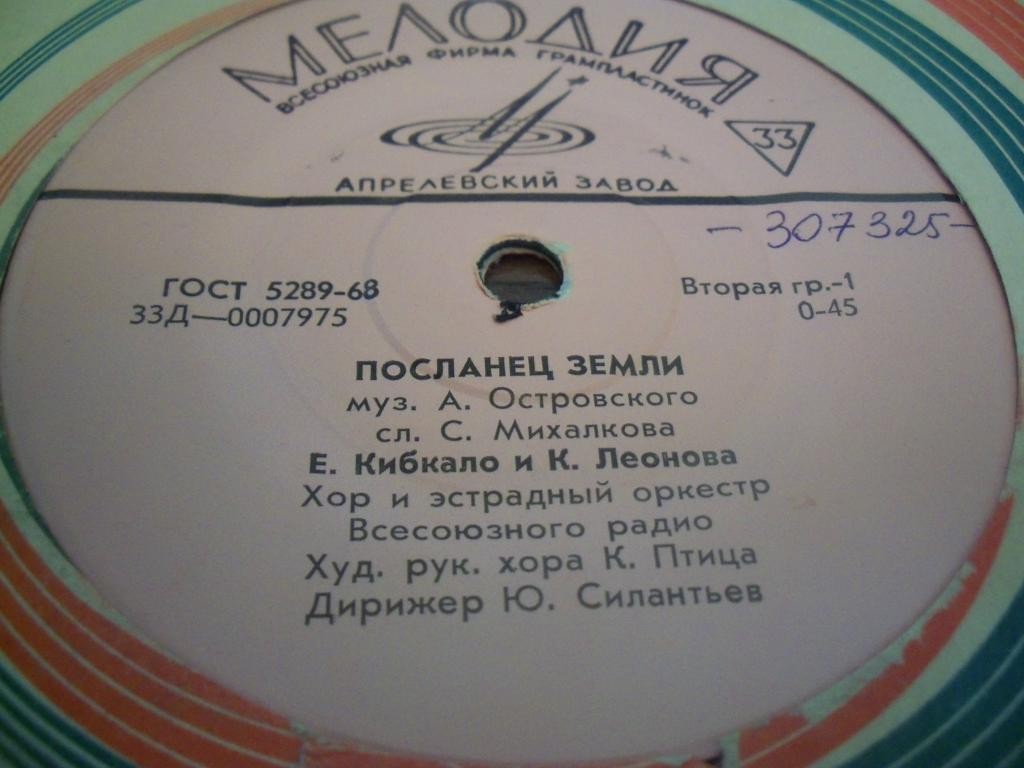 МЕЛОДИЯ
ВСЕСОЮЗНАЯ ФИРМА ГРАМПЛАСТИНОК
33
АПРЕЛЕВСКИЙ ЗАВОД
- 307325-
ГОСТ 5289-68
33Д—0007975
Вторая гр.-1
0-45
ПОСЛАНЕЦ ЗЕМЛИ
муз. А. Островского
сл. С. Михалкова
Е. Кибкало и К. Леонова
Хор и эстрадный оркестр
Всесоюзного радио
Худ. рук. хора К. Птица
Дирижер Ю. Силантьев